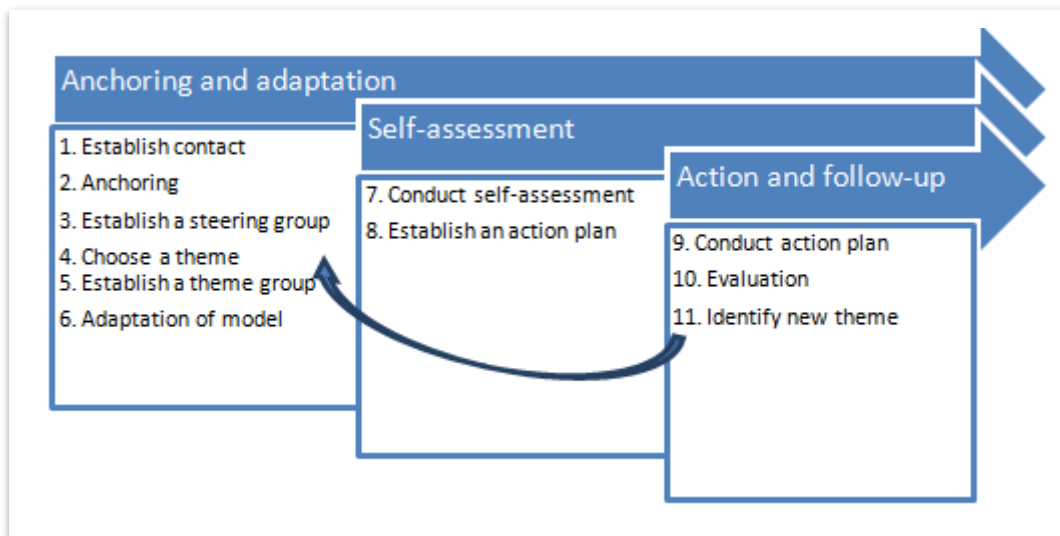 Anchoring and adaptation
1. Establish contact
2. Anchoring
3. Establish a steering group
4. Choose a theme
5. Establish a theme group
6. Adaptation of model
Self-assessment
7. Conduct self-assessment
8. Establish an action plan
Action and follow-up
9. Conduct action plan
10. Evaluation
11. Identify new theme